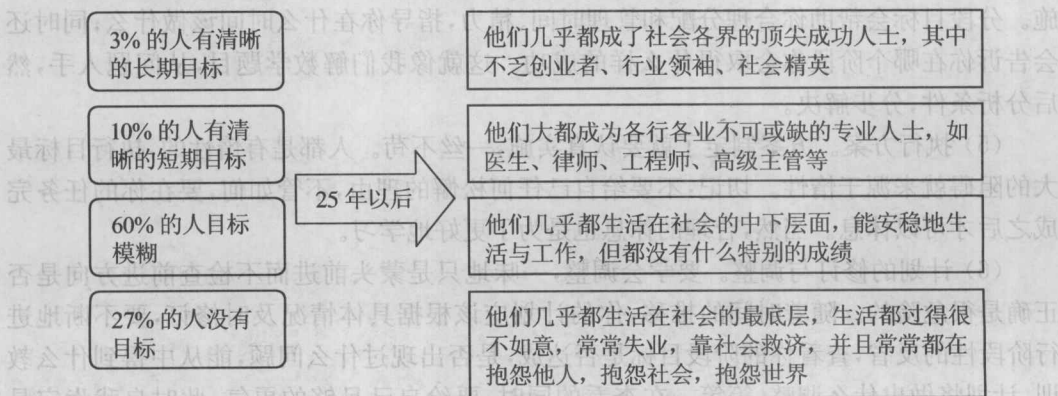 3% 的人有清晰
的长期目标
他们几乎都成了社会各界的顶尖成功人士，其中
不乏创业者、行业领袖、社会精英
10% 的人有清
晰的短期目标
他们大都成为各行各业不可或缺的专业人士，如
医生、律师、工程师、高级主管等
25 年以后
60% 的人目标
模糊
他们几乎都生活在社会的中下层面，能安稳地生
活与工作，但都没有什么特别的成绩
27% 的人没有
目标
他们几乎都生活在社会的最底层，生活都过得很
不如意，常常失业，靠社会救济，并且常常都在
抱怨他人，抱怨社会，抱怨世界